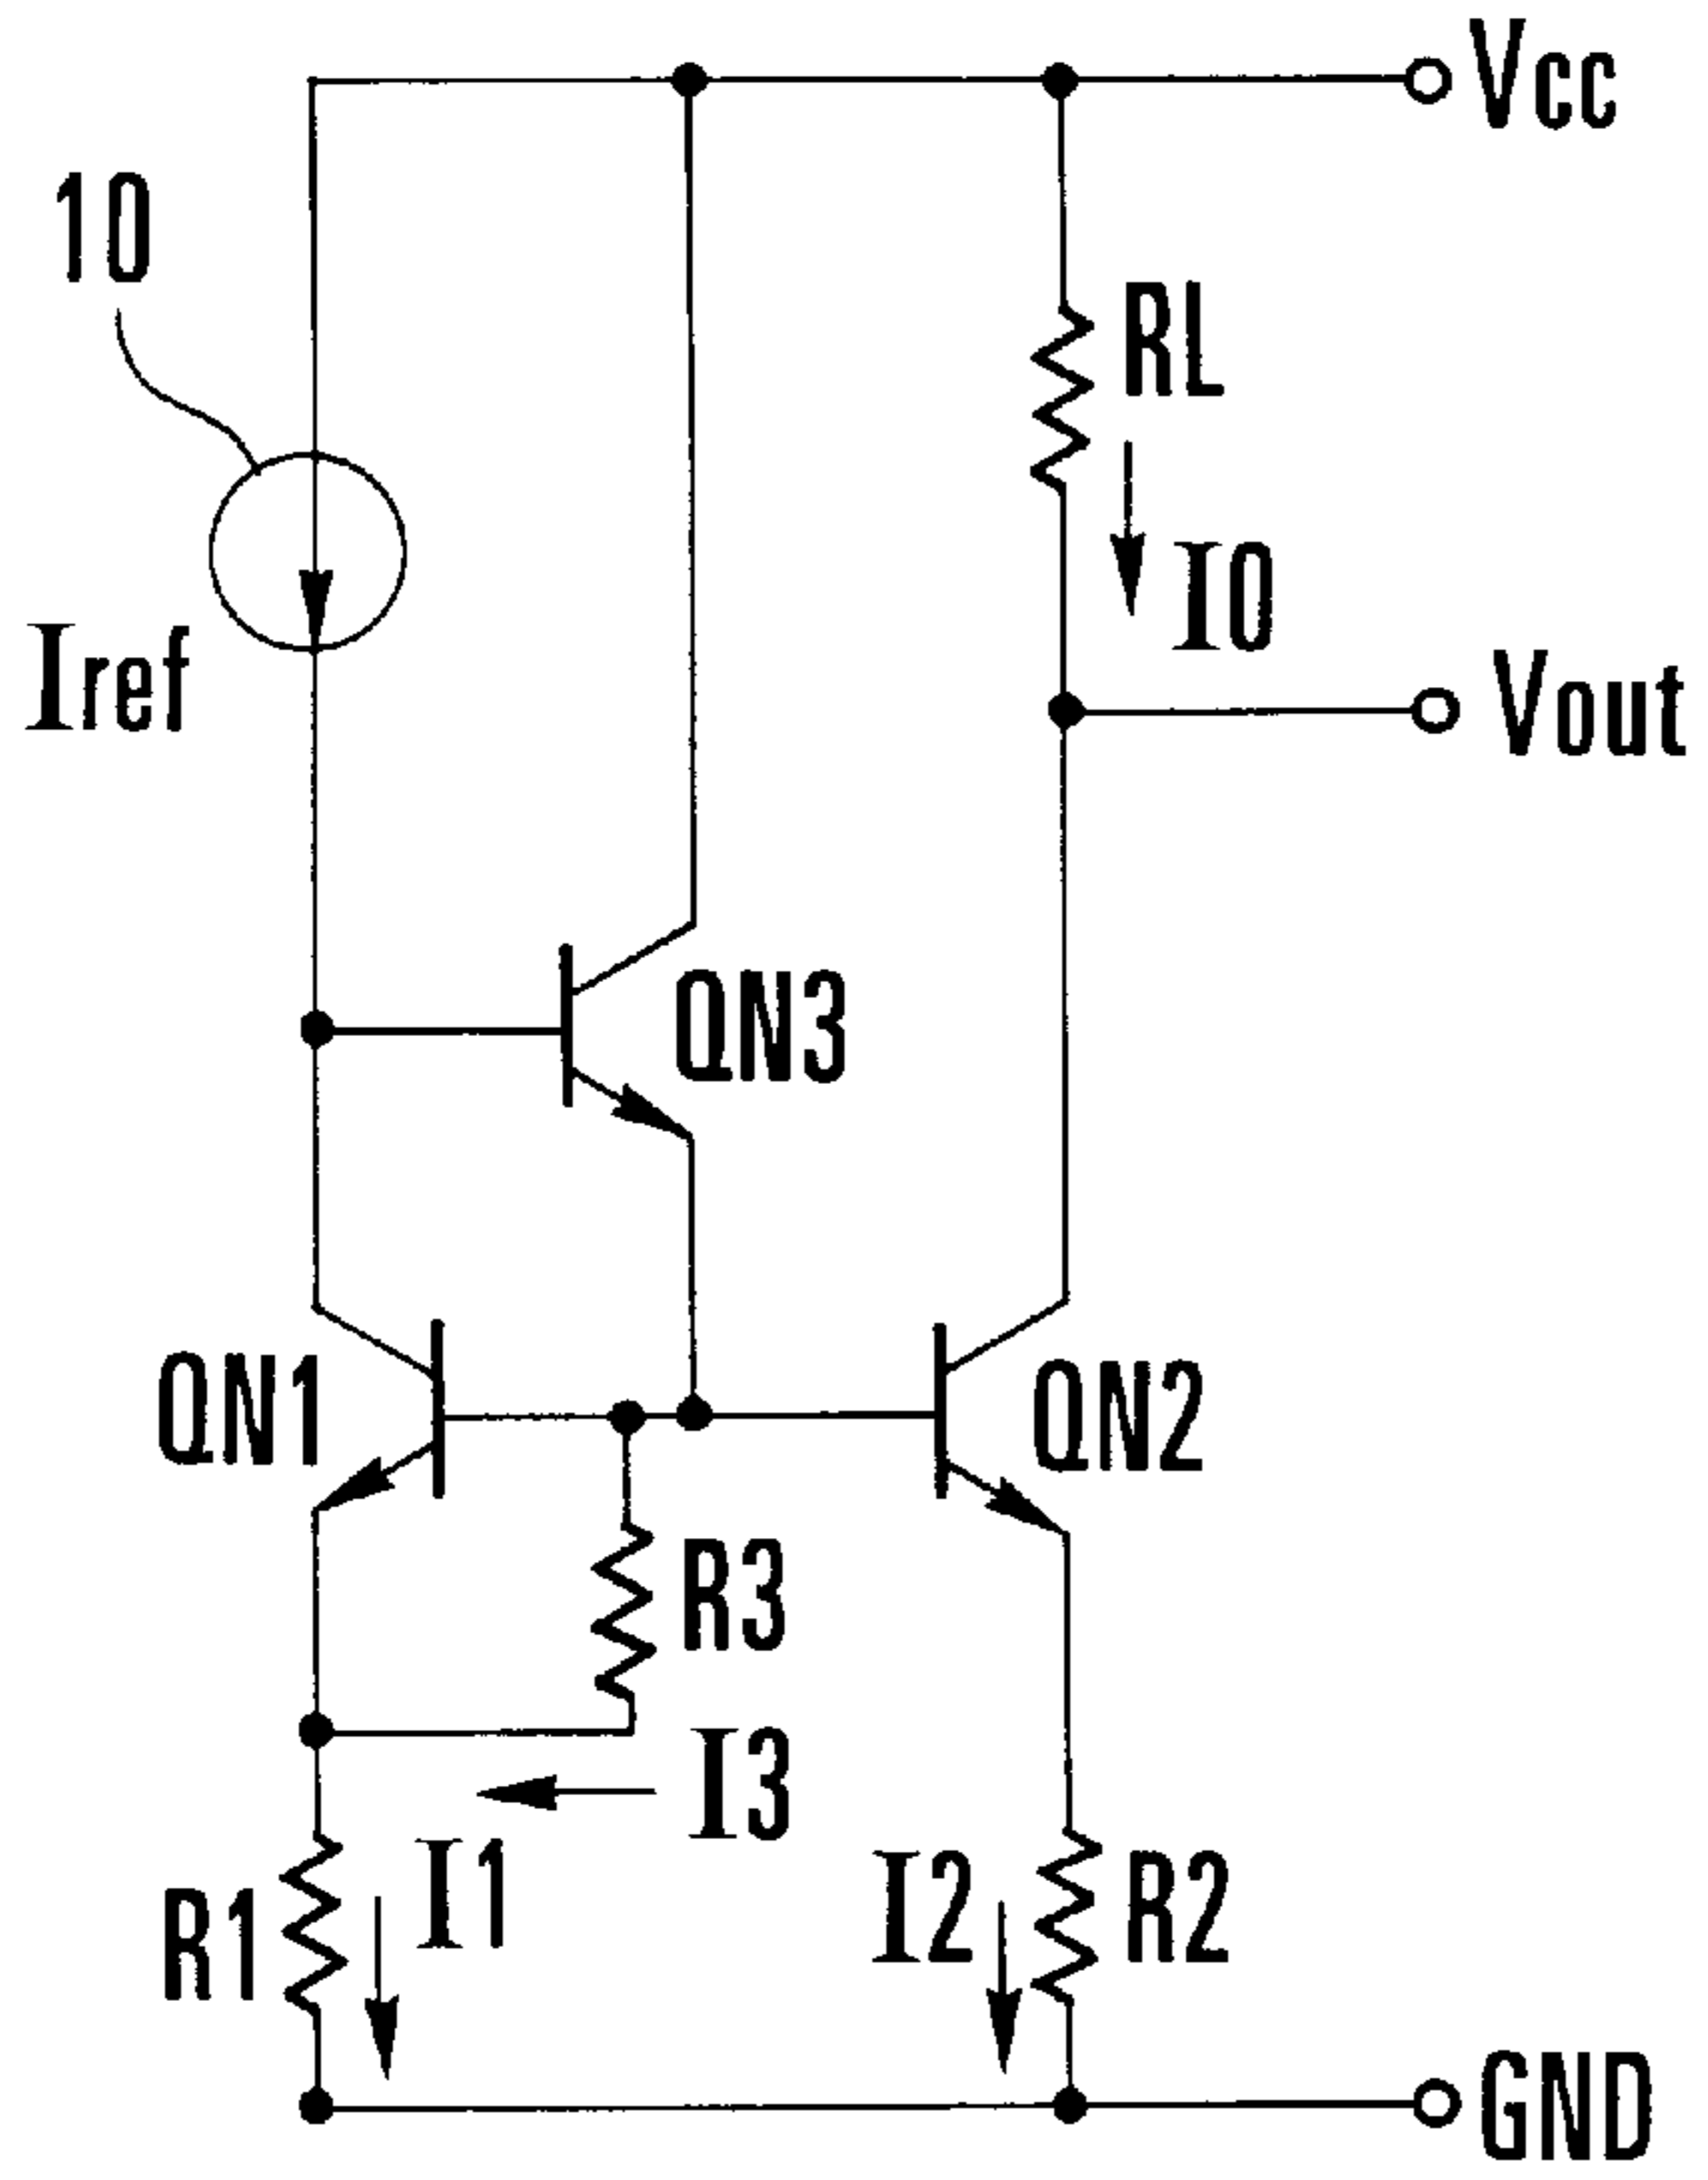 Vcc
10
RL
I0
Iref
Vout
QN3
QN1
QN2
R3
I3
I1
I2
R1
R2
GND